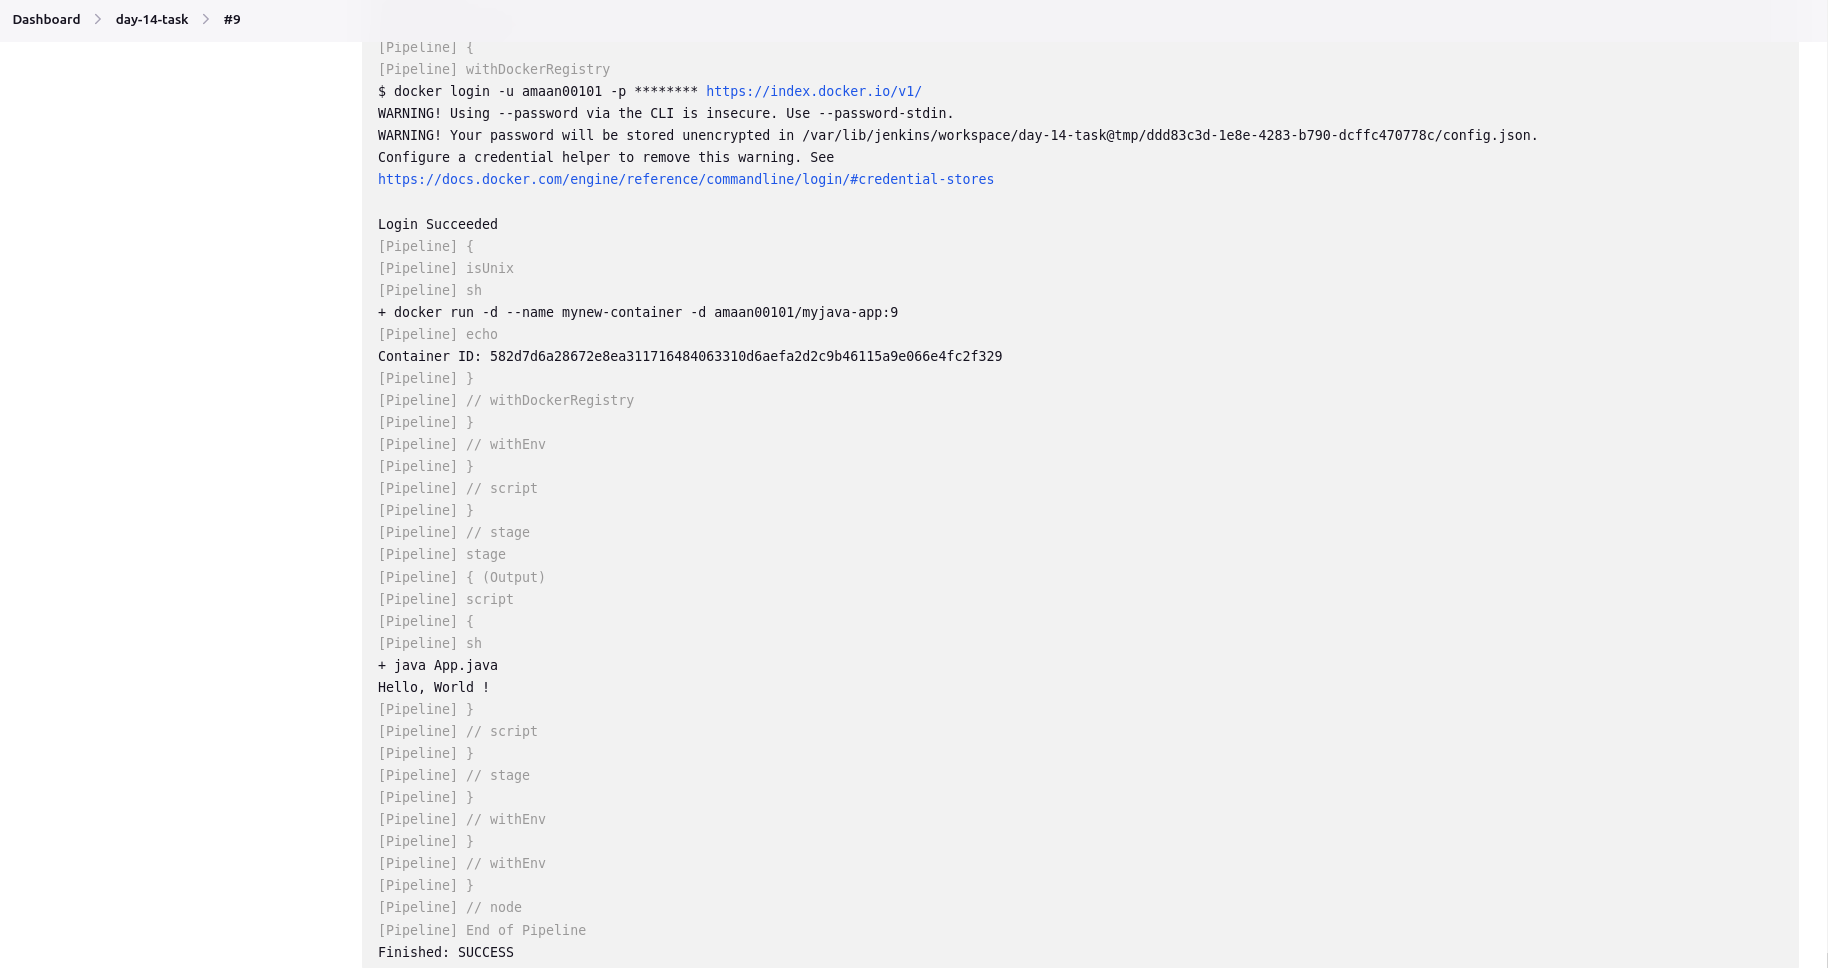 Dashboard > day-14-task > #9
[Pipeline] {
[Pipeline] withDockerRegistry
$ docker login -u amaan00101 -p ******** https://index.docker.io/v1/
WARNING! Using --password via the CLI is insecure. Use --password-stdin.
WARNING! Your password will be stored unencrypted in /var/lib/jenkins/workspace/day-14-task@tmp/ddd83c3d-1e8e-4283-b790-dcffc470778c/config.json.
Configure a credential helper to remove this warning. See
https://docs.docker.com/engine/reference/commandline/login/#credential-stores
Login Succeeded
[Pipeline] {
[Pipeline] isUnix
[Pipeline] sh
+ docker run -d --name mynew-container -d amaan00101/myjava-app:9
[Pipeline] echo
Container ID: 582d7d6a28672e8ea311716484063310d6aefa2d2c9b46115a9e066e4fc2f329
[Pipeline] }
[Pipeline] // withDockerRegistry
[Pipeline] }
[Pipeline] // withEnv
[Pipeline] }
[Pipeline] // script
[Pipeline] }
[Pipeline] // stage
[Pipeline] stage
[Pipeline] { (Output)
[Pipeline] script
[Pipeline] {
[Pipeline] sh
+ java App.java
Hello, World !
[Pipeline] }
[Pipeline] // script
[Pipeline] }
[Pipeline] // stage
[Pipeline] }
[Pipeline] // withEnv
[Pipeline] }
[Pipeline] // withEnv
[Pipeline] }
[Pipeline] // node
[Pipeline] End of Pipeline
Finished: SUCCESS